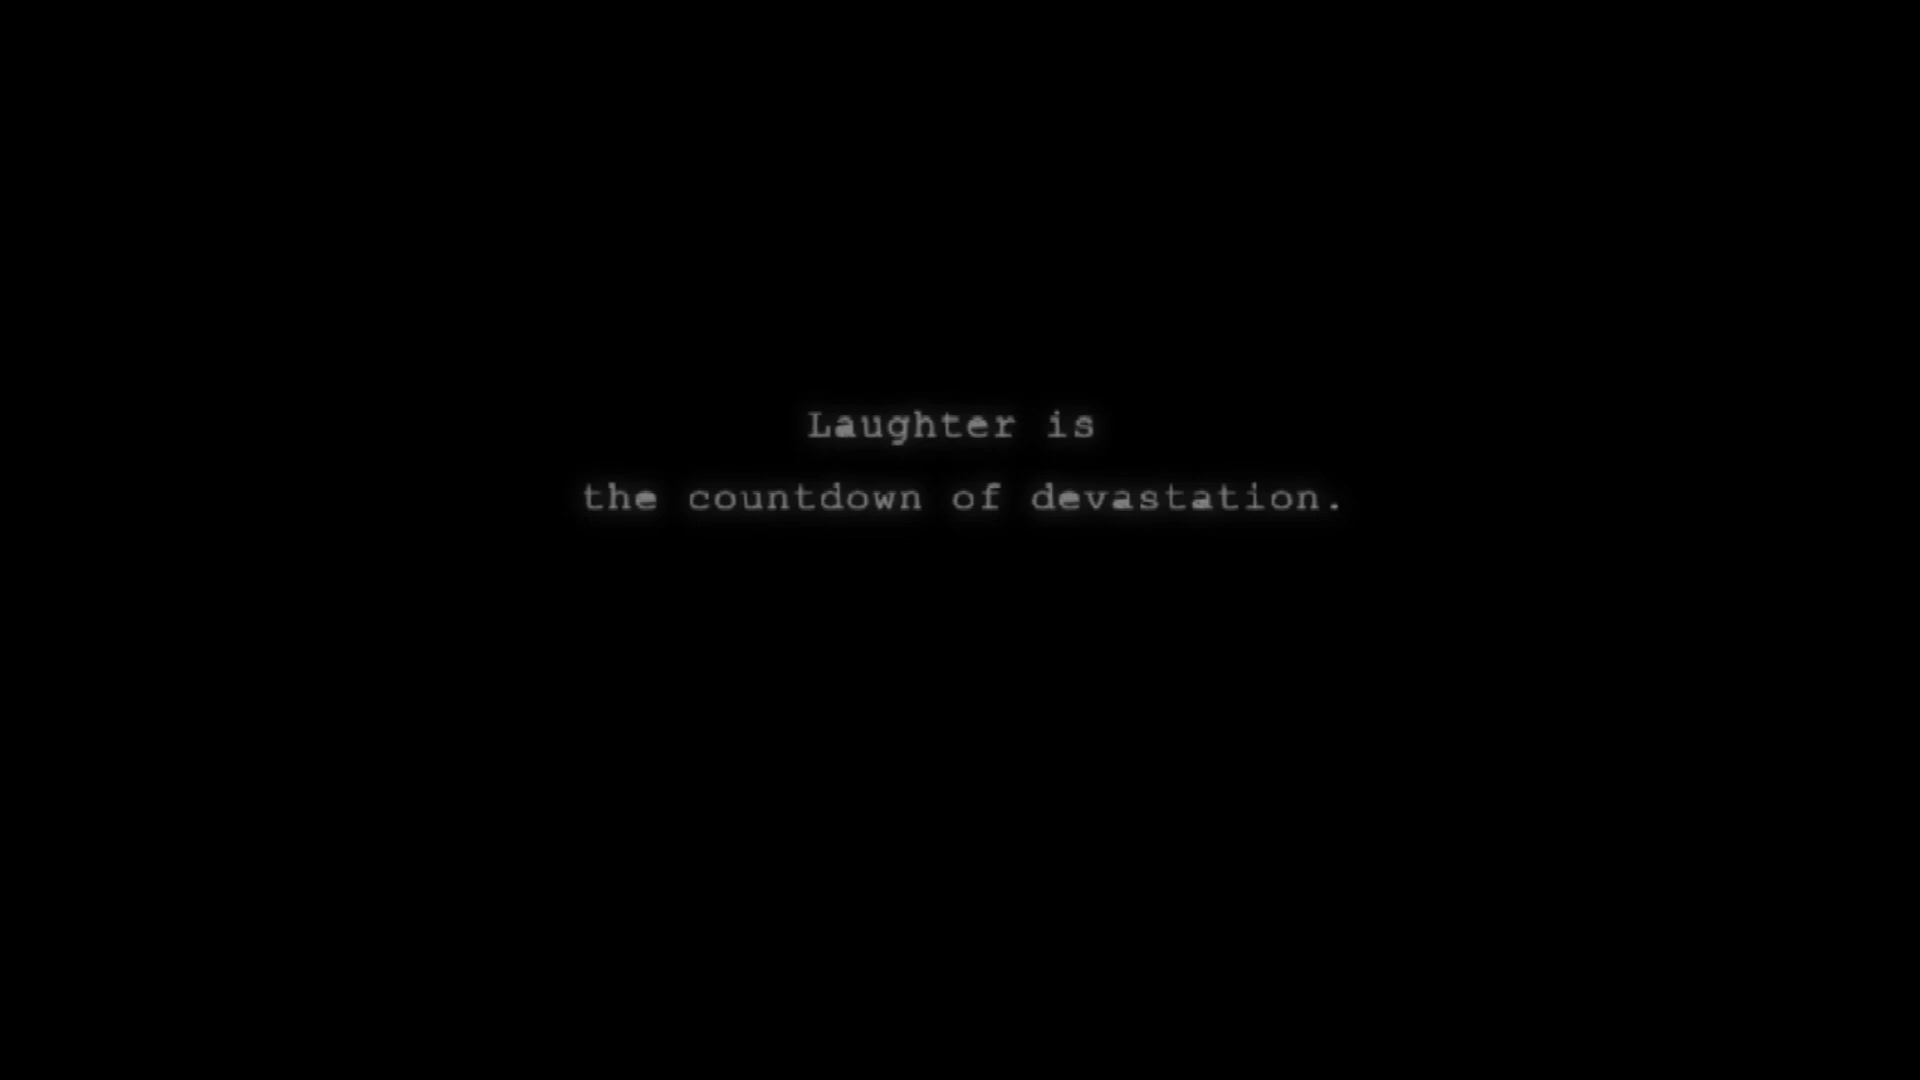 Laughter is
the countdown of devastation.